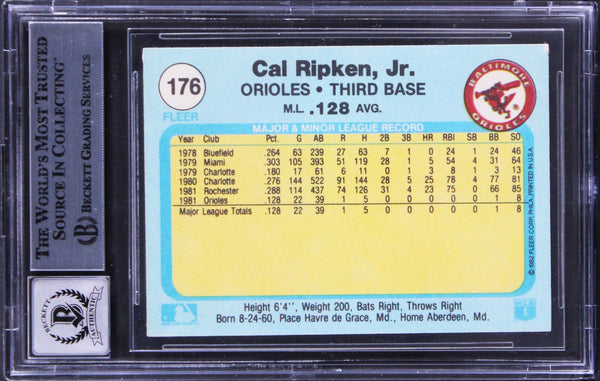 THE WORLD'S MOST TRUSTED
SOURCE IN COLLECTING™
BECKETT GRADING SERVICES
B
BECKETT
AUTHENTIC
176
FLEER
Cal Ripken, Jr.
ORIOLES • THIRD BASE
M.L. .128 AVG.
BALTIMORE
ORIOLES
MAJOR & MINOR LEAGUE RECORD
Year Club Pct. G AB R H 2B 3B HR RBI SB BB SO
1978 Bluefield .264 63 239 27 63 7 1 0 24 1 24 46
1979 Miami .303 105 393 51 119 28 1 5 54 4 31 64
1979 Charlotte .180 17 61 6 11 0 1 3 8 1 3 13
1980 Charlotte .276 144 522 91 144 28 5 25 78 4 77 81
1981 Rochester .288 114 437 74 126 31 4 23 75 0 66 85
1981 Orioles .128 22 39 1 5 0 0 0 0 0 1 8
Major League Totals .128 22 39 1 5 0 0 0 0 0 1 8
© 1982 FLEER CORP. PHILA. PRINTED IN U.S.A.
Height 6'4'', Weight 200, Bats Right, Throws Right
Born 8-24-60, Place Havre de Grace, Md., Home Aberdeen, Md.